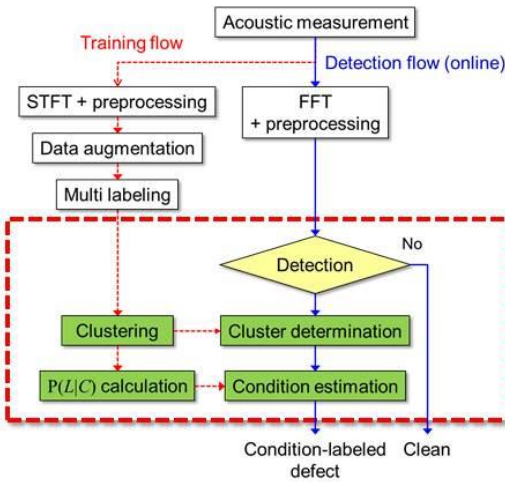 Acoustic measurement
Training flow
Detection flow (online)
STFT + preprocessing
FFT
+ preprocessing
Data augmentation
Multi labeling
No
Detection
Clustering
Cluster determination
P(L|C) calculation
Condition estimation
Condition-labeled
defect
Clean